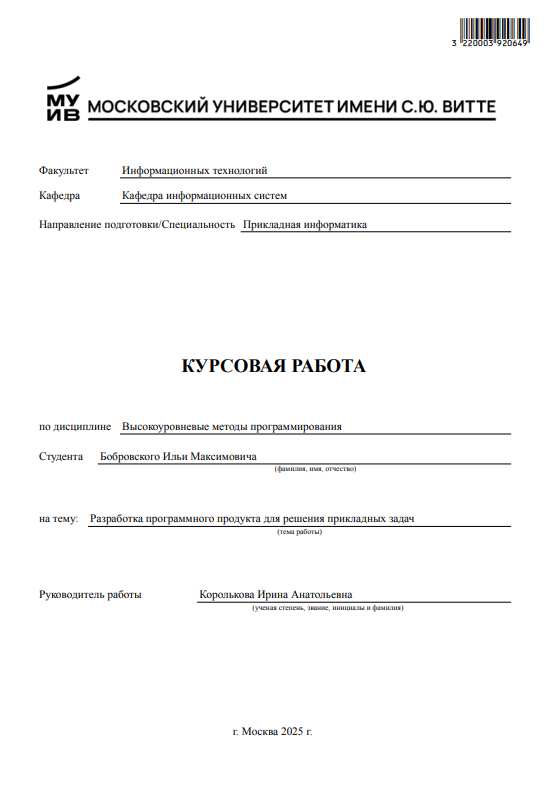 3 220003 920649
МУ
ИВ
МОСКОВСКИЙ УНИВЕРСИТЕТ ИМЕНИ С.Ю. ВИТТЕ
Факультет Информационных технологий
Кафедра Кафедра информационных систем
Направление подготовки/Специальность Прикладная информатика
КУРСОВАЯ РАБОТА
по дисциплине Высокоуровневые методы программирования
Студента Бобровского Ильи Максимовича
(фамилия, имя, отчество)
на тему: Разработка программного продукта для решения прикладных задач
(тема работы)
Руководитель работы Королькова Ирина Анатольевна
(ученая степень, звание, инициалы и фамилия)
г. Москва 2025 г.